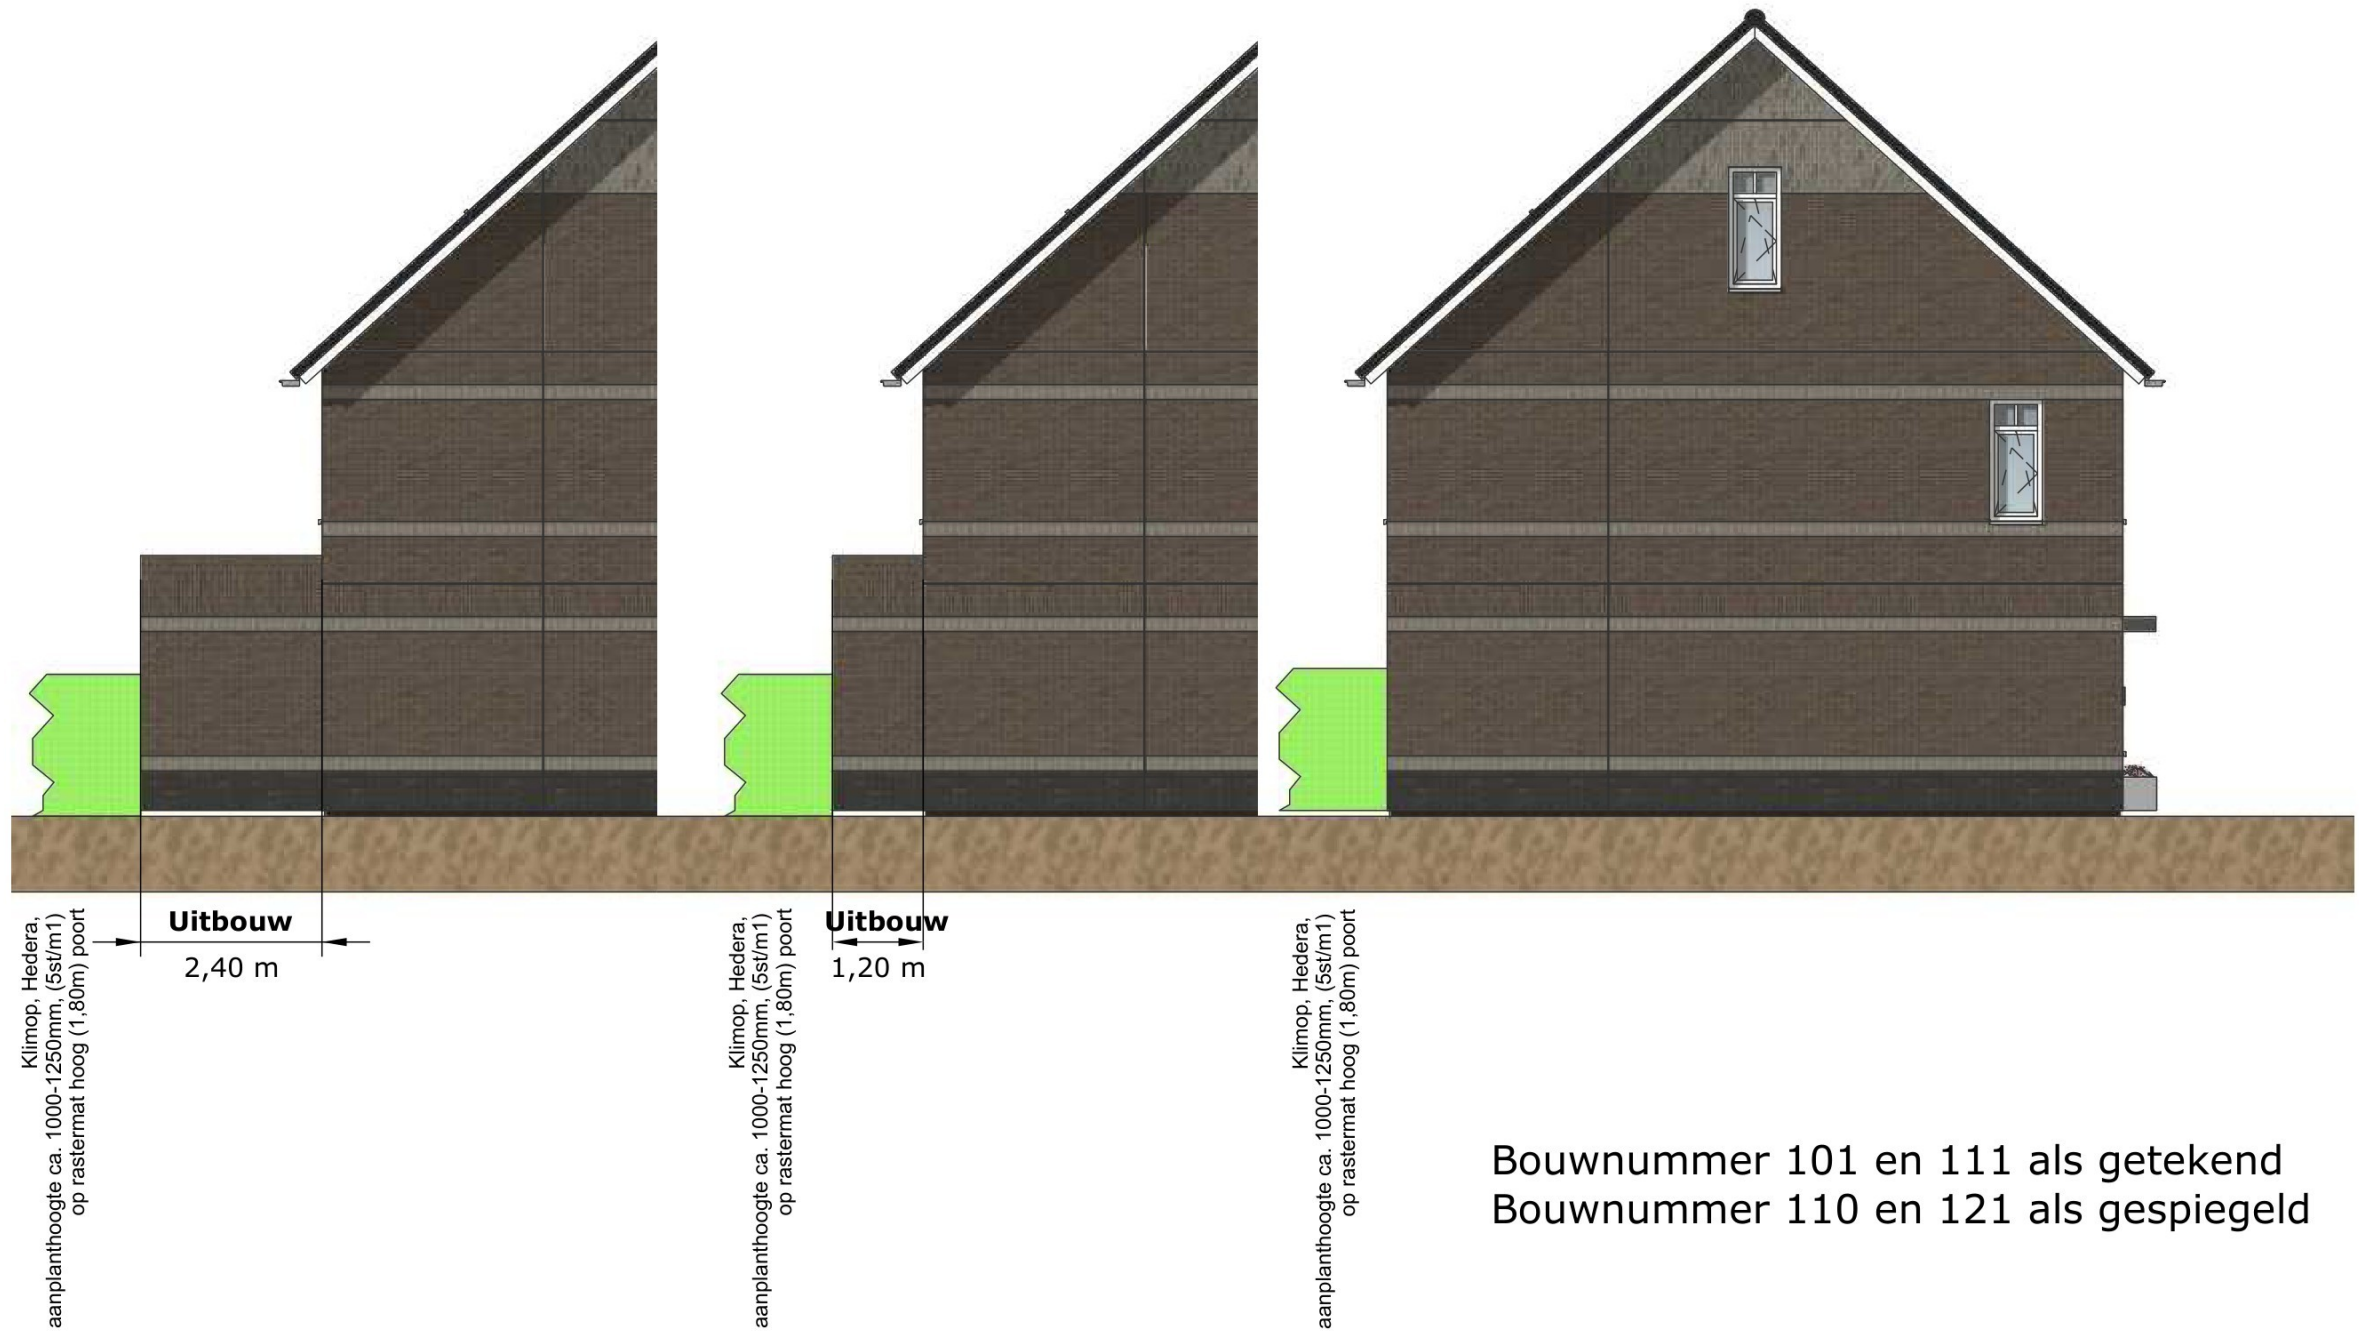 Uitbouw
2,40 m
Klimop, Hedera,
aanplanthoogte ca. 1000-1250mm, (5st/m1)
op rastermat hoog (1,80m) poort
Uitbouw
1,20 m
Klimop, Hedera,
aanplanthoogte ca. 1000-1250mm, (5st/m1)
op rastermat hoog (1,80m) poort
Klimop, Hedera,
aanplanthoogte ca. 1000-1250mm, (5st/m1)
op rastermat hoog (1,80m) poort
Bouwnummer 101 en 111 als getekend
Bouwnummer 110 en 121 als gespiegeld